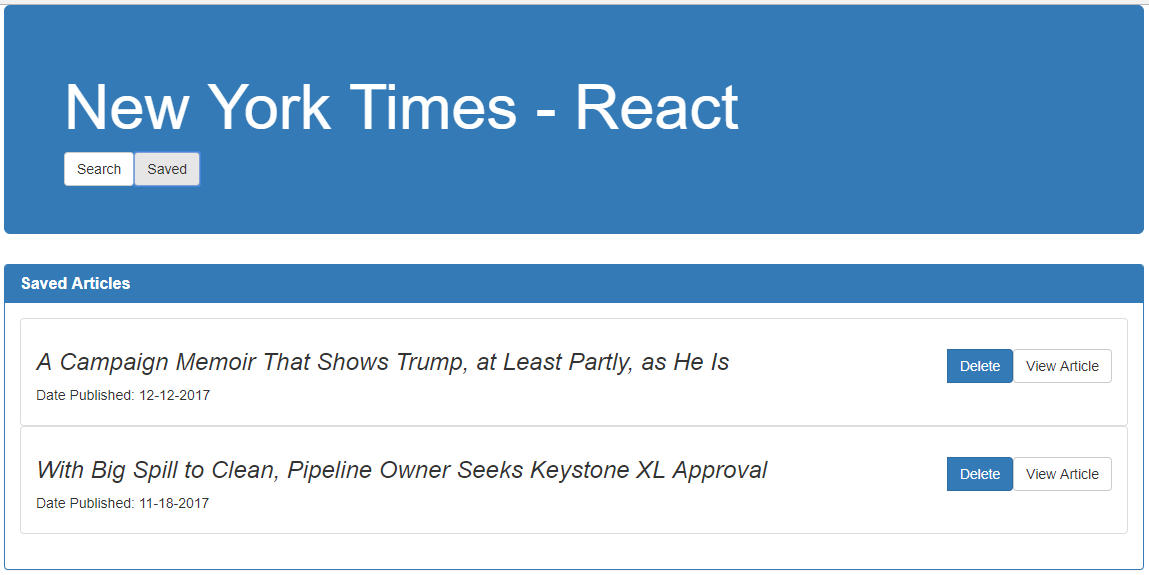 New York Times - React
Search Saved
Saved Articles
A Campaign Memoir That Shows Trump, at Least Partly, as He Is
Delete View Article
Date Published: 12-12-2017
With Big Spill to Clean, Pipeline Owner Seeks Keystone XL Approval
Delete View Article
Date Published: 11-18-2017